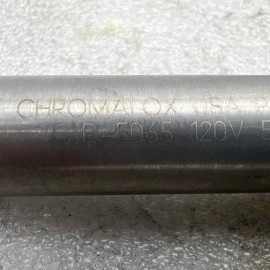 CHROMALOX USA
CIR-5035 120V